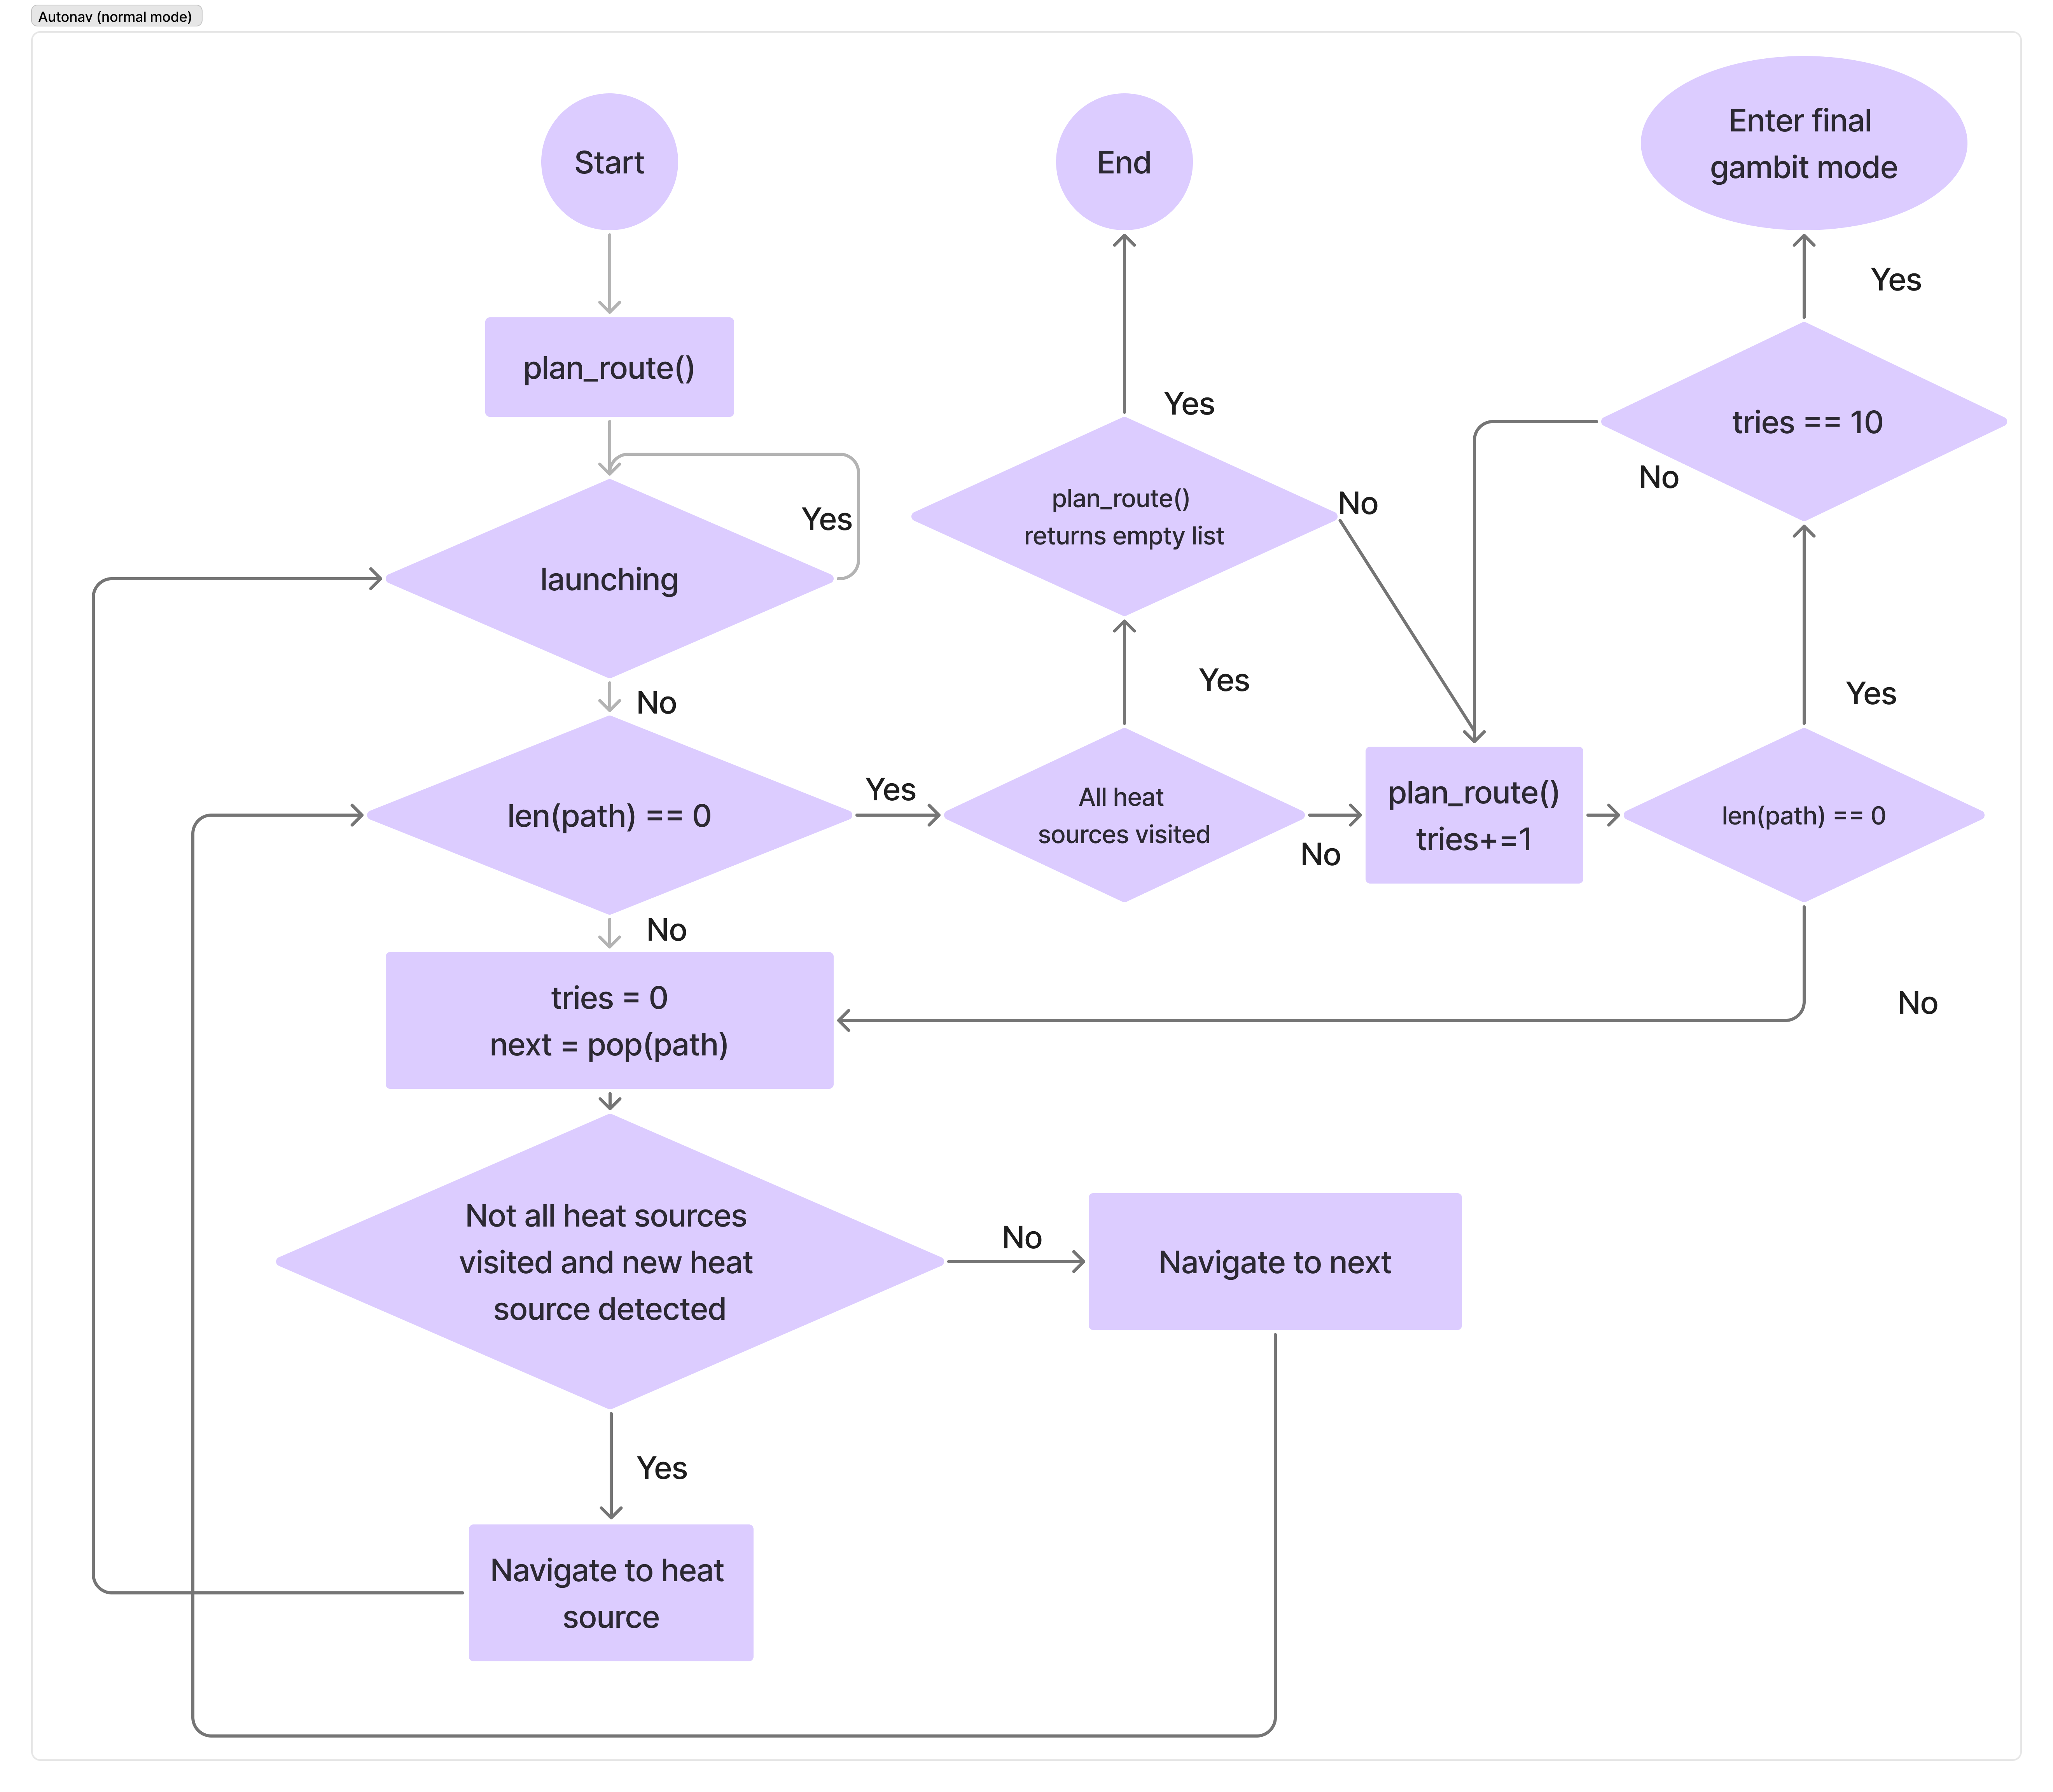 Autonav (normal mode)
Start
End
Enter final
gambit mode
Yes
plan_route()
Yes
tries == 10
No
plan_route()
returns empty list
No
Yes
launching
Yes
Yes
No
len(path) == 0
Yes
All heat
sources visited
No
plan_route()
tries+=1
len(path) == 0
No
No
tries = 0
next = pop(path)
Not all heat sources
visited and new heat
source detected
No
Navigate to next
Yes
Navigate to heat
source